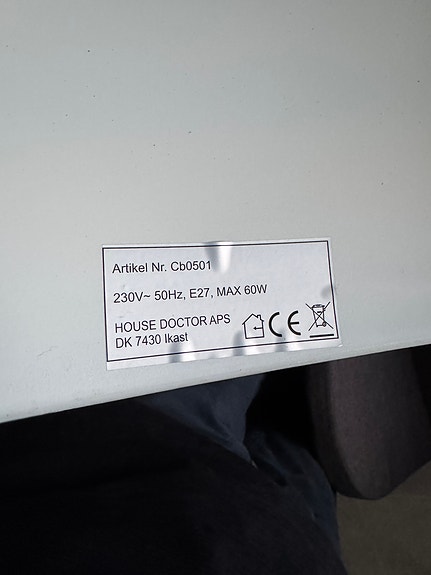 Artikel Nr. Cb0501
230V~ 50Hz, E27, MAX 60W
HOUSE DOCTOR APS
DK 7430 Ikast
CE